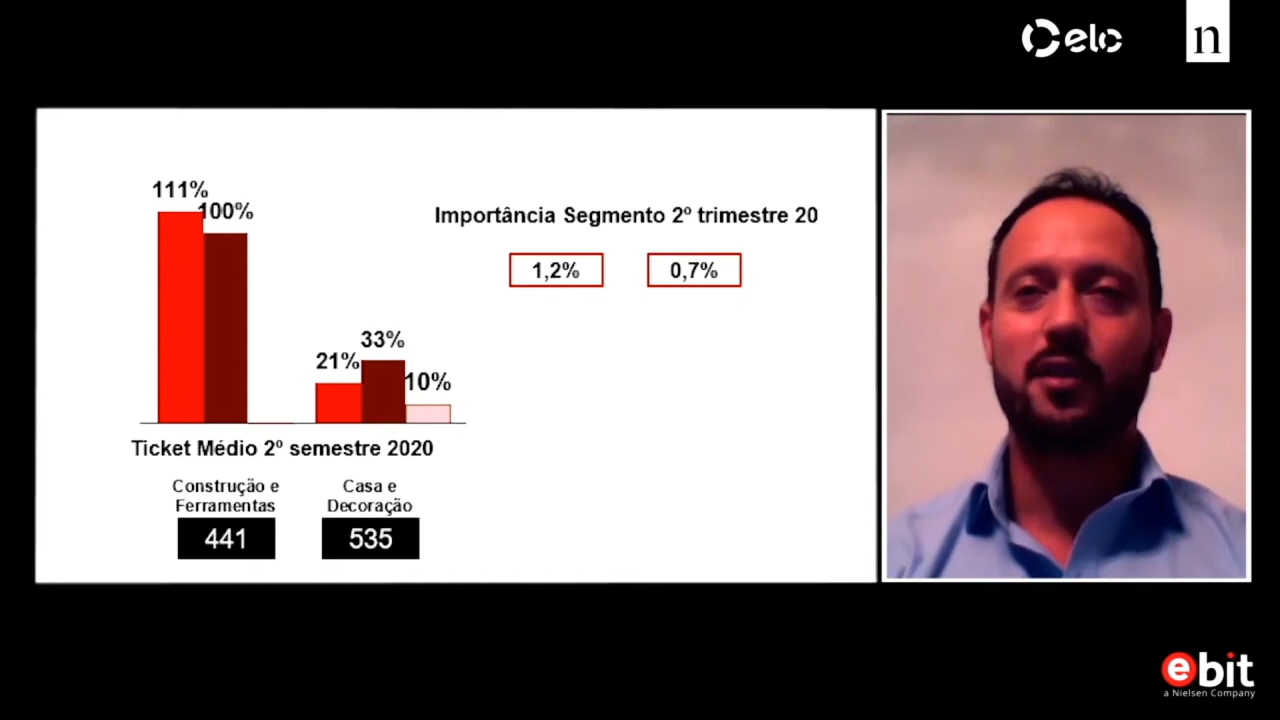 elo
n
111%
100%
Importância Segmento 2º trimestre 20
1,2%
0,7%
33%
21%
10%
Ticket Médio 2º semestre 2020
Construção e
Ferramentas
Casa e
Decoração
441
535
ebit
a Nielsen Company